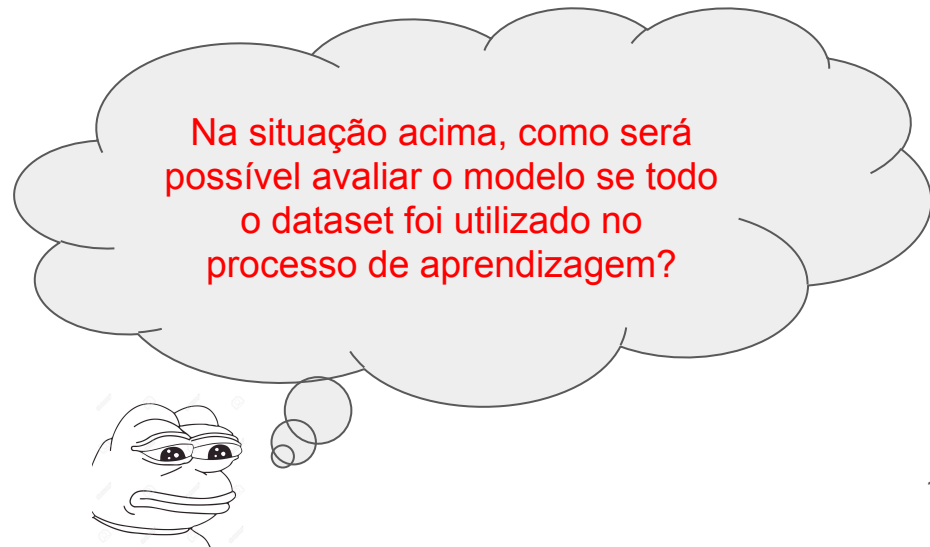 Na situação acima, como será
possível avaliar o modelo se todo
o dataset foi utilizado no
processo de aprendizagem?